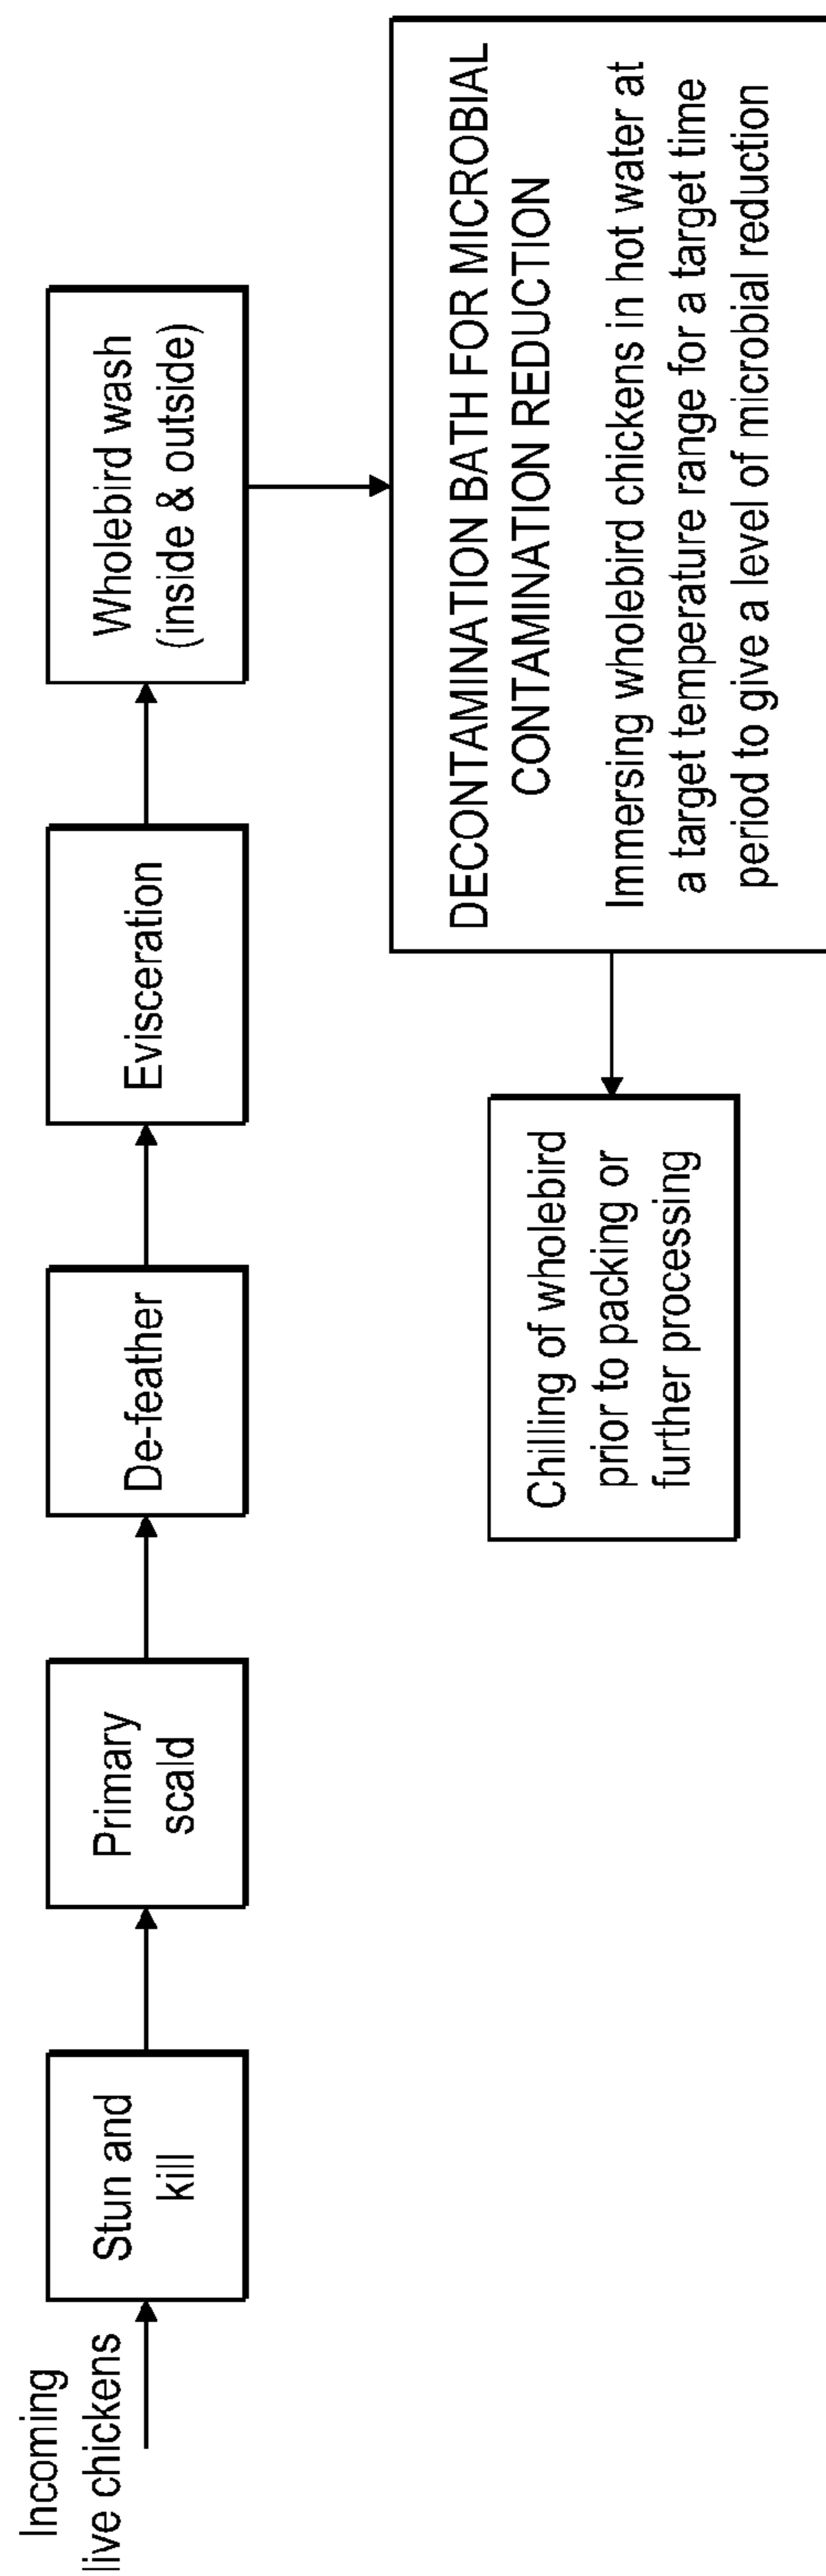 Incoming
live chickens
Stun and
kill
Primary
scald
De-feather
Evisceration
Wholebird wash
(inside & outside)
DECONTAMINATION BATH FOR MICROBIAL
CONTAMINATION REDUCTION
Immersing wholebird chickens in hot water at
a target temperature range for a target time
period to give a level of microbial reduction
Chilling of wholebird
prior to packing or
further processing